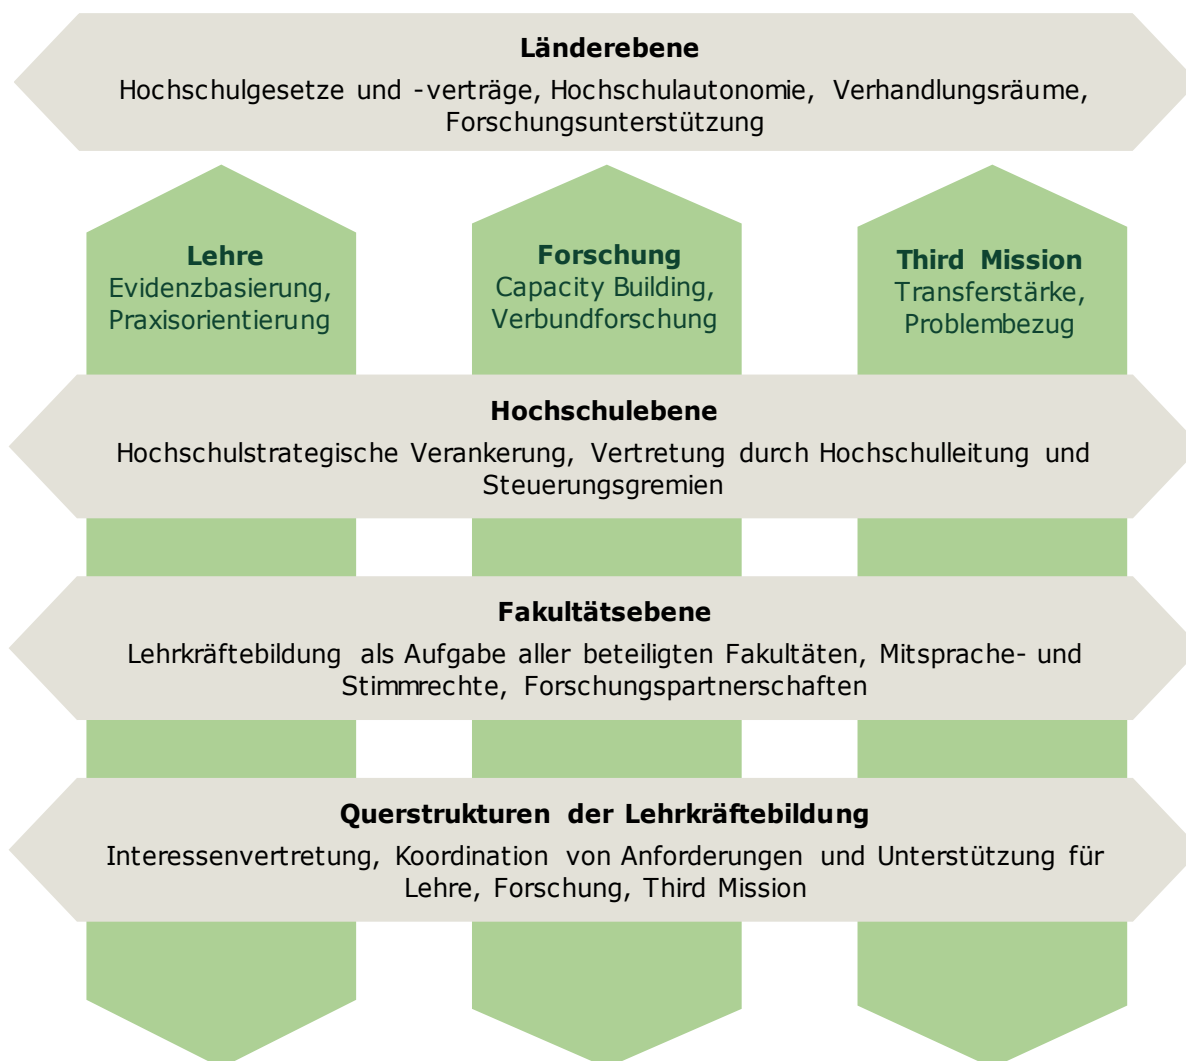 Länderebene
Hochschulgesetze und -verträge, Hochschulautonomie, Verhandlungsräume,
Forschungsunterstützung
Lehre
Evidenzbasierung,
Praxisorientierung
Forschung
Capacity Building,
Verbundforschung
Third Mission
Transferstärke,
Problembezug
Hochschulebene
Hochschulstrategische Verankerung, Vertretung durch Hochschulleitung und
Steuerungsgremien
Fakultätsebene
Lehrkräftebildung als Aufgabe aller beteiligten Fakultäten, Mitsprache- und
Stimmrechte, Forschungspartnerschaften
Querstrukturen der Lehrkräftebildung
Interessenvertretung, Koordination von Anforderungen und Unterstützung für
Lehre, Forschung, Third Mission